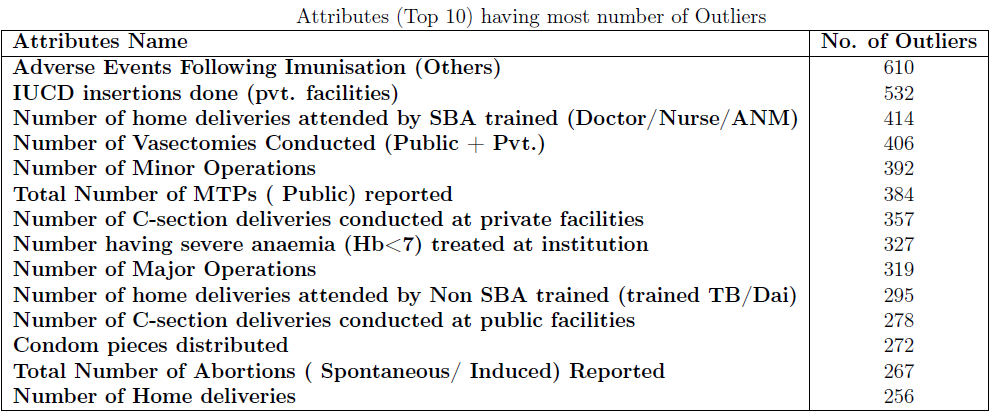 Attributes (Top 10) having most number of Outliers
Attributes Name No. of Outliers
Adverse Events Following Imunisation (Others) 610
IUCD insertions done (pvt. facilities) 532
Number of home deliveries attended by SBA trained (Doctor/Nurse/ANM) 414
Number of Vasectomies Conducted (Public + Pvt.) 406
Number of Minor Operations 392
Total Number of MTPs ( Public) reported 384
Number of C-section deliveries conducted at private facilities 357
Number having severe anaemia (Hb<7) treated at institution 327
Number of Major Operations 319
Number of home deliveries attended by Non SBA trained (trained TB/Dai) 295
Number of C-section deliveries conducted at public facilities 278
Condom pieces distributed 272
Total Number of Abortions ( Spontaneous/ Induced) Reported 267
Number of Home deliveries 256